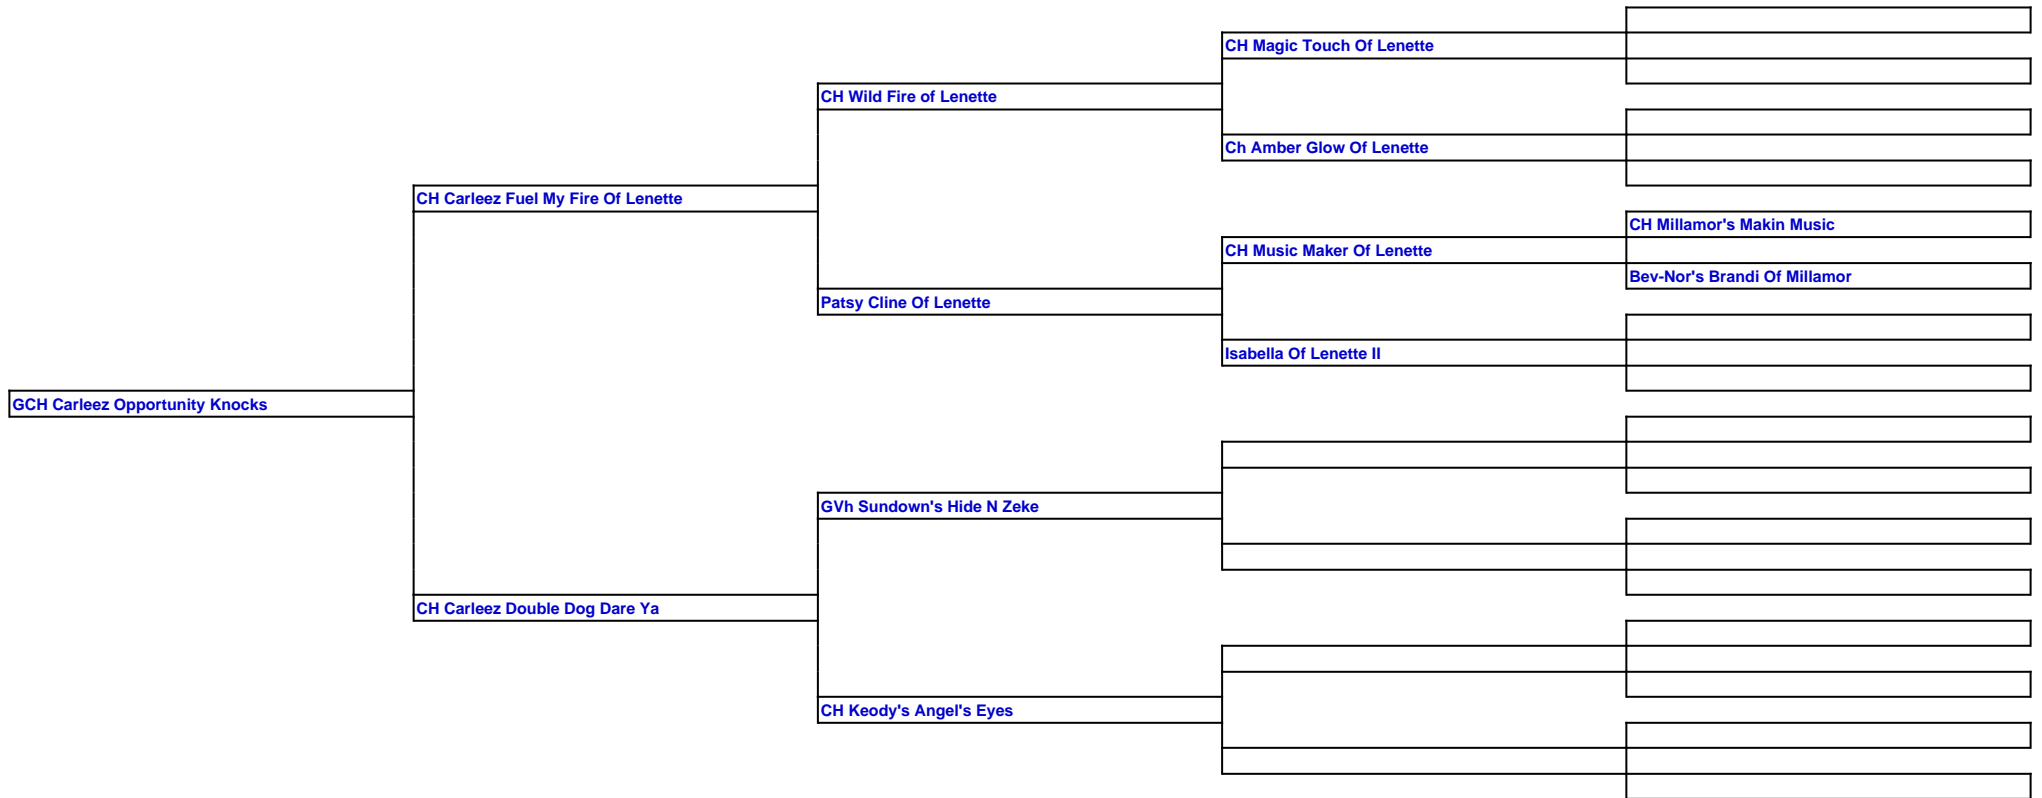 CH Magic Touch Of Lenette
CH Wild Fire of Lenette
Ch Amber Glow Of Lenette
CH Carleez Fuel My Fire Of Lenette
CH Millamor's Makin Music
CH Music Maker Of Lenette
Bev-Nor's Brandi Of Millamor
Patsy Cline Of Lenette
Isabella Of Lenette II
GCH Carleez Opportunity Knocks
GVh Sundown's Hide N Zeke
CH Carleez Double Dog Dare Ya
CH Keody's Angel's Eyes